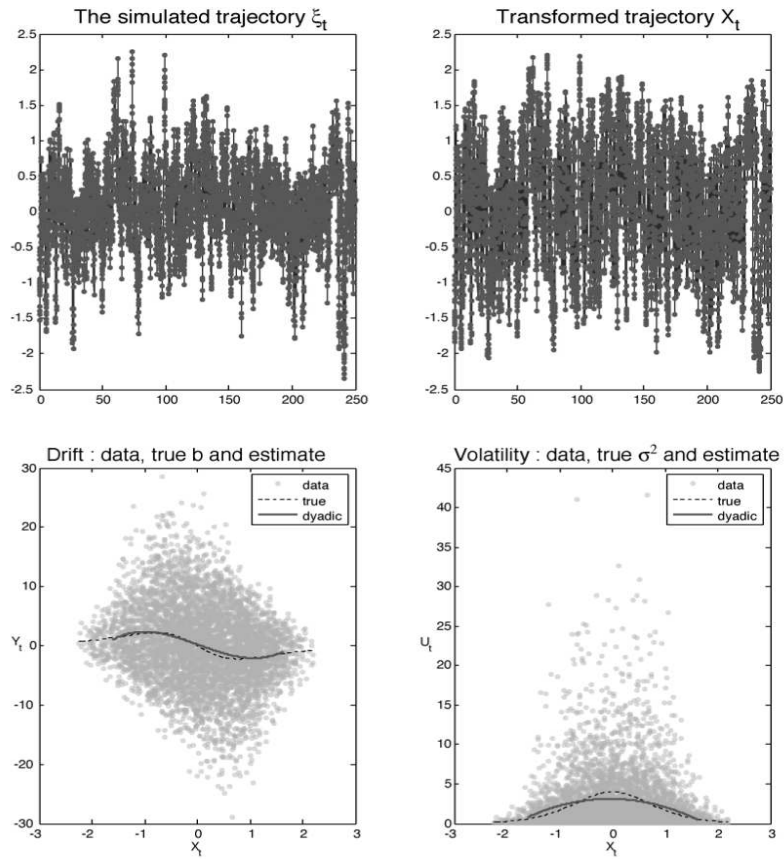 The simulated trajectory ξt
Transformed trajectory Xt
2.5
2
1.5
1
0.5
0
-0.5
-1
-1.5
-2
-2.5
0 50 100 150 200 250
2.5
2
1.5
1
0.5
0
-0.5
-1
-1.5
-2
-2.5
0 50 100 150 200 250
Drift : data, true b and estimate
30
20
10
Yt 0
-10
-20
-30
-3 -2 -1 0 1 2 3
Xt
data
true
dyadic
Volatility : data, true σ2 and estimate
45
40
35
30
25
Ut
20
15
10
5
0
-3 -2 -1 0 1 2 3
Xt
data
true
dyadic